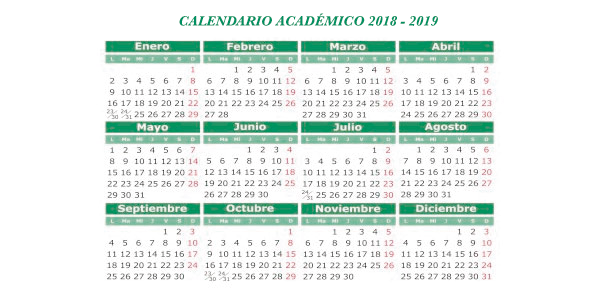 CALENDARIO ACADÉMICO 2018 - 2019
Enero Febrero Marzo Abril
L Ma Mi J V S D L Ma Mi J V S D L Ma Mi J V S D L Ma Mi J V S D
1 1 2 3 4 5 1 2 3 4 5 1 2
2 3 4 5 6 7 8 6 7 8 9 10 11 12 6 7 8 9 10 11 12 3 4 5 6 7 8 9
9 10 11 12 13 14 15 13 14 15 16 17 18 19 13 14 15 16 17 18 19 10 11 12 13 14 15 16
16 17 18 19 20 21 22 20 21 22 23 24 25 26 20 21 22 23 24 25 26 17 18 19 20 21 22 23
23/30 24/31 25 26 27 28 29 27 28 27 28 29 30 31 24 25 26 27 28 29 30
Mayo Junio Julio Agosto
L Ma Mi J V S D L Ma Mi J V S D L Ma Mi J V S D L Ma Mi J V S D
1 2 3 4 5 6 7 1 2 3 4 1 2 1 2 3 4 5 6
8 9 10 11 12 13 14 5 6 7 8 9 10 11 3 4 5 6 7 8 9 7 8 9 10 11 12 13
15 16 17 18 19 20 21 12 13 14 15 16 17 18 10 11 12 13 14 15 16 14 15 16 17 18 19 20
22 23 24 25 26 27 28 19 20 21 22 23 24 25 17 18 19 20 21 22 23 21 22 23 24 25 26 27
29 30 31 26 27 28 29 30 24/31 25 26 27 28 29 30 28 29 30 31
Septiembre Octubre Noviembre Diciembre
L Ma Mi J V S D L Ma Mi J V S D L Ma Mi J V S D L Ma Mi J V S D
1 2 3 1 1 2 3 4 5 1 2 3
4 5 6 7 8 9 10 2 3 4 5 6 7 8 6 7 8 9 10 11 12 4 5 6 7 8 9 10
11 12 13 14 15 16 17 9 10 11 12 13 14 15 13 14 15 16 17 18 19 11 12 13 14 15 16 17
18 19 20 21 22 23 24 16 17 18 19 20 21 22 20 21 22 23 24 25 26 18 19 20 21 22 23 24
25 26 27 28 29 30 23/30 24/31 25 26 27 28 29 27 28 29 30 25 26 27 28 29 30 31